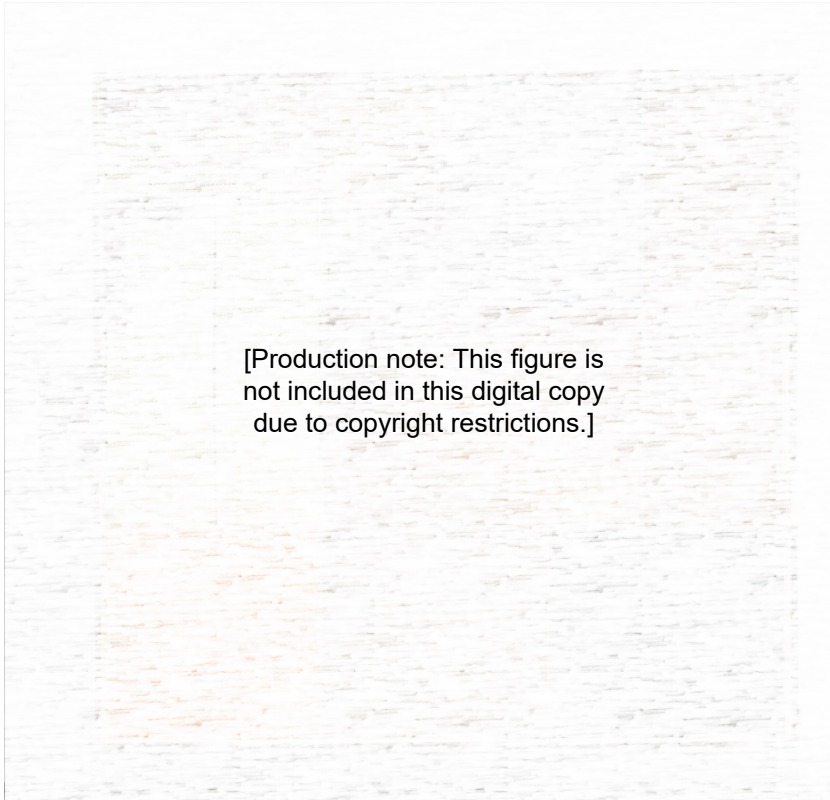 [Production note: This figure is
not included in this digital copy
due to copyright restrictions.]